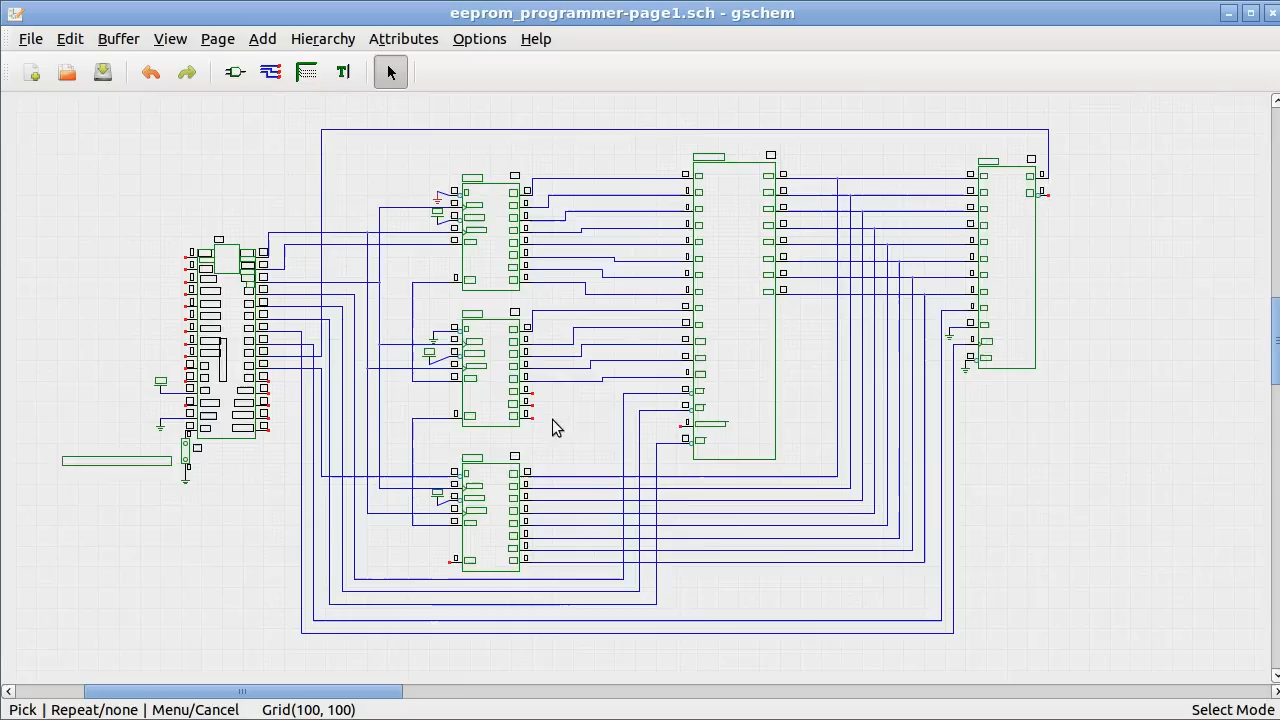 eeprom_programmer-page1.sch - gschem
File Edit Buffer View Page Add Hierarchy Attributes Options Help
Pick | Repeat/none | Menu/Cancel Grid(100, 100) Select Mode